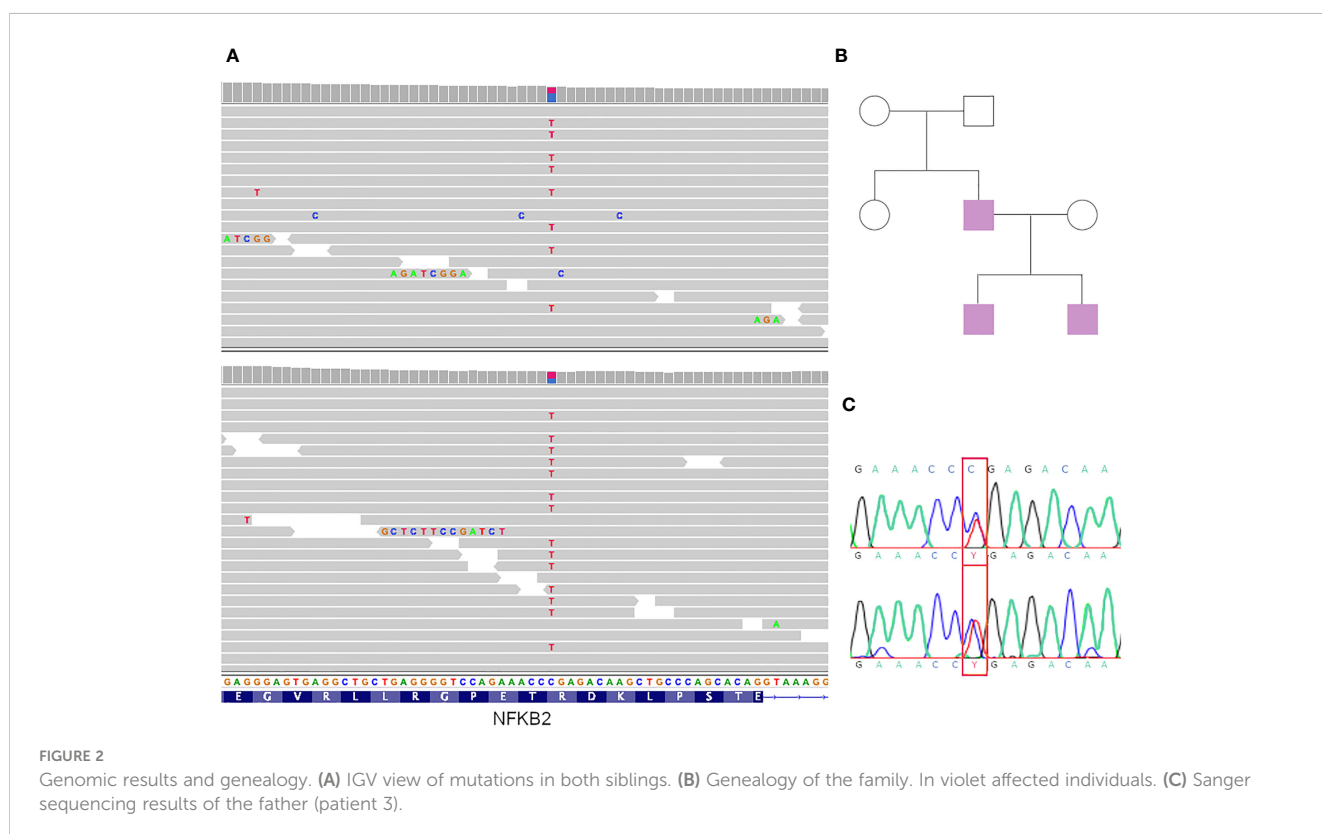 A
B
T
T
T
T
T
T
C
C
C
T
ATCGG
T
AGATCGGA
C
T
AGA
T
T
T
T
T
T
T
T
GCTCTTCCGATCT
T
T
T
T
T
T
A
T
GAGGGAGTGAGGCTGCTGAGGGGTCCAGAAACCCGAGACAAGCTGCCCAGCACAGGTAAAGG
E G V R L L R G P E T R D K L P S T E
NFKB2
C
G A A A C C C G A G A C A A
G A A A C C Y G A G A C A A
G A A A C C Y G A G A C A A
FIGURE 2
Genomic results and genealogy. (A) IGV view of mutations in both siblings. (B) Genealogy of the family. In violet affected individuals. (C) Sanger
sequencing results of the father (patient 3).